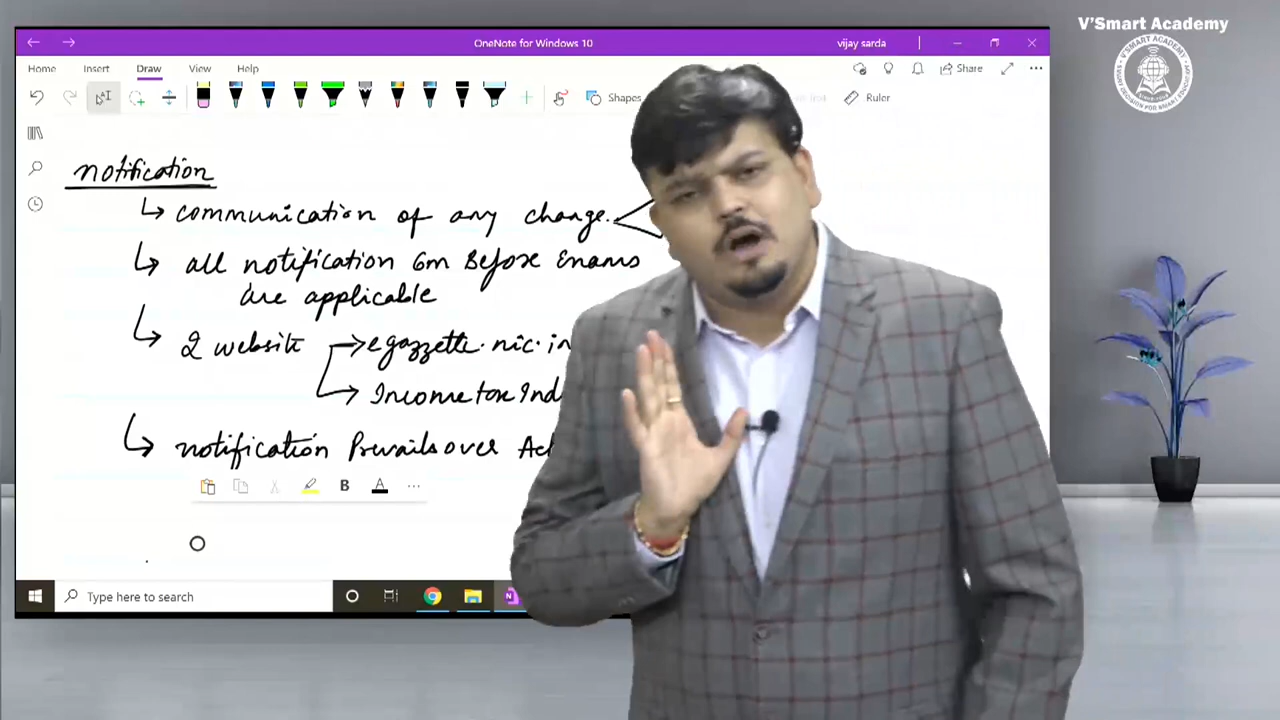 V'Smart Academy
OneNote for Windows 10
vijay sarda
Home Insert Draw View Help
Share
Shapes
Ruler
notification
communication of any change.
all notification 6m Before Exams
are applicable
2 website egazzette.nic.in
Income tax Ind
notification Prevails over Act
B A
Type here to search